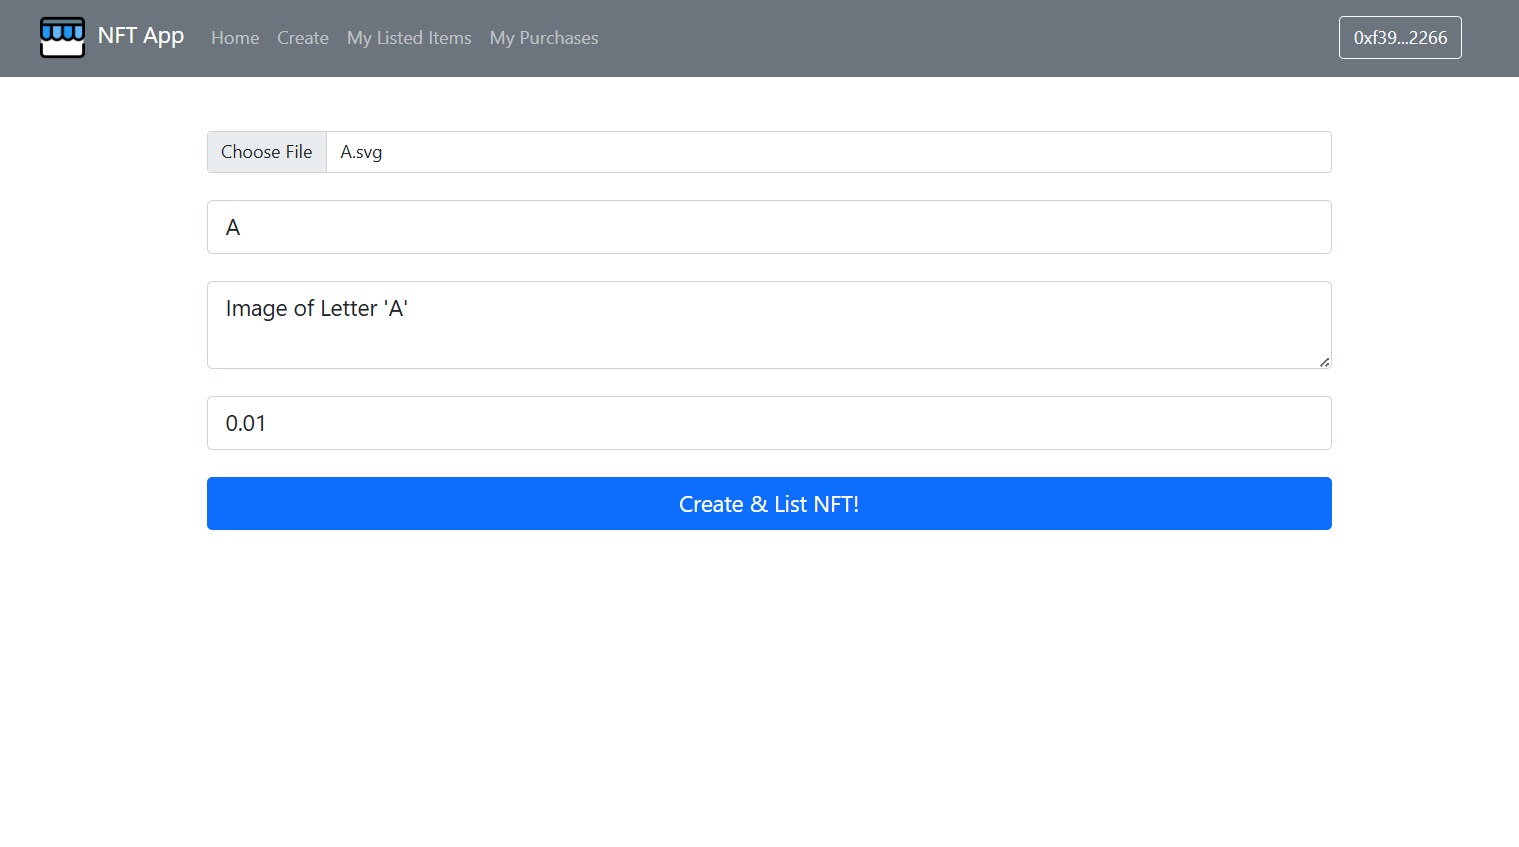 NFT App Home Create My Listed Items My Purchases 0xf39...2266
Choose File A.svg
A
Image of Letter 'A'
0.01
Create & List NFT!